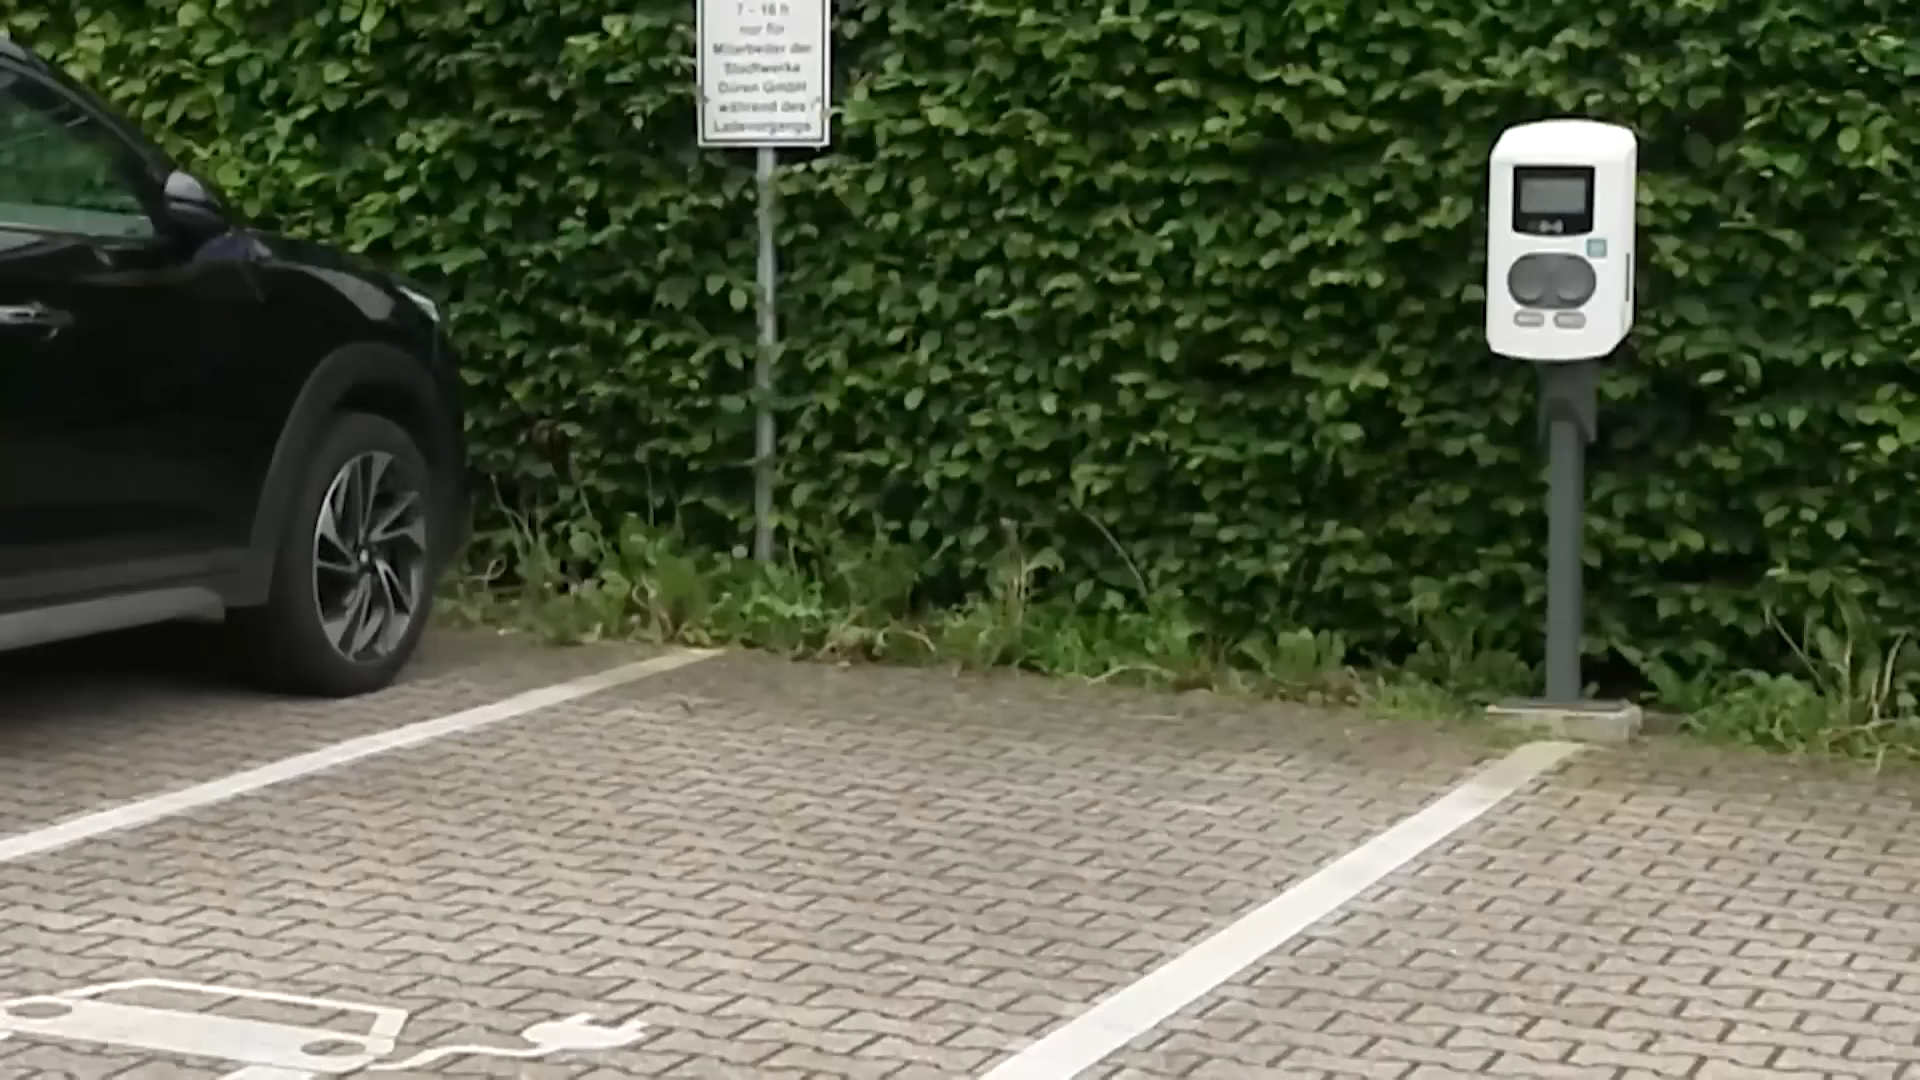 7 - 16 h
nur für
Mitarbeiter der
Stadtwerke
Düren GmbH
während des
Ladevorgangs